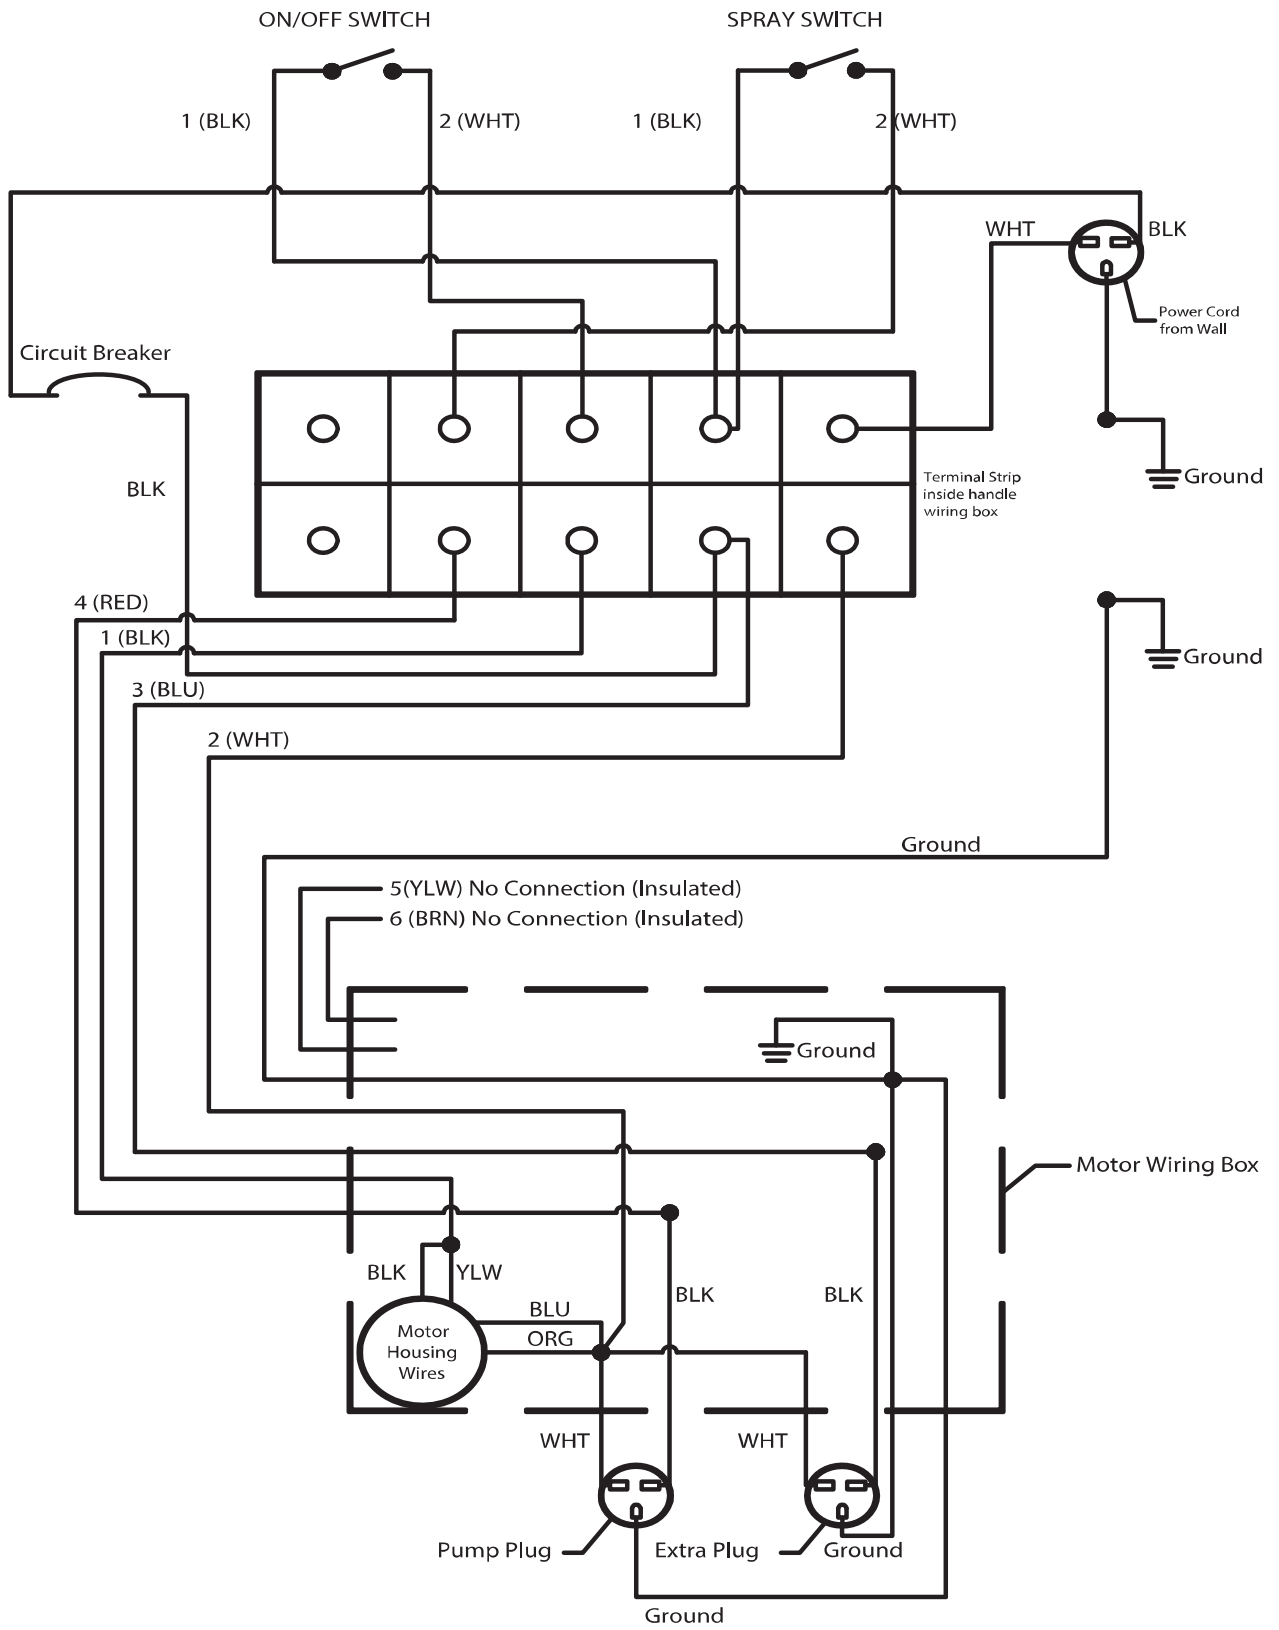 ON/OFF SWITCH
SPRAY SWITCH
1 (BLK)
2 (WHT)
1 (BLK)
2 (WHT)
WHT
BLK
Power Cord
from Wall
Circuit Breaker
BLK
Terminal Strip
inside handle
wiring box
Ground
4 (RED)
1 (BLK)
Ground
3 (BLU)
2 (WHT)
Ground
5(YLW) No Connection (Insulated)
6 (BRN) No Connection (Insulated)
Ground
Motor Wiring Box
BLK
YLW
BLK
BLK
BLU
ORG
Motor
Housing
Wires
WHT
WHT
Pump Plug
Extra Plug
Ground
Ground